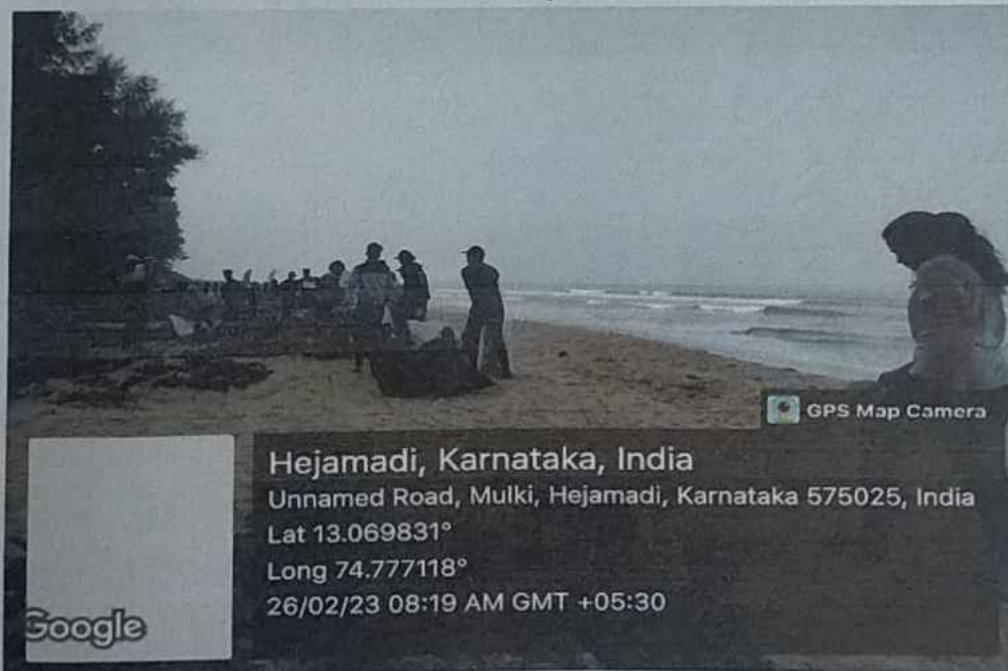 GPS Map Camera
Hejamadi, Karnataka, India
Unnamed Road, Mulki, Hejamadi, Karnataka 575025, India
Lat 13.069831°
Long 74.777118°
26/02/23 08:19 AM GMT +05:30
Google